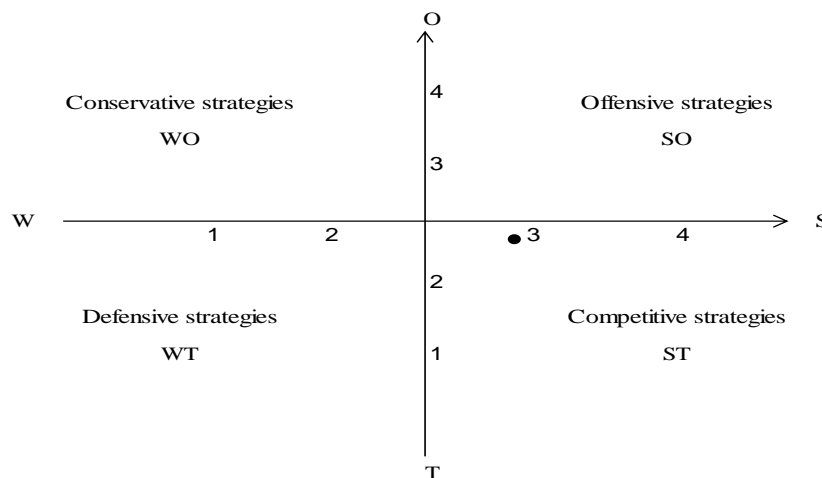 O
4
Conservative strategies Offensive strategies
WO SO
3
W S
1 2 3 4
2
Defensive strategies Competitive strategies
WT ST
1
T